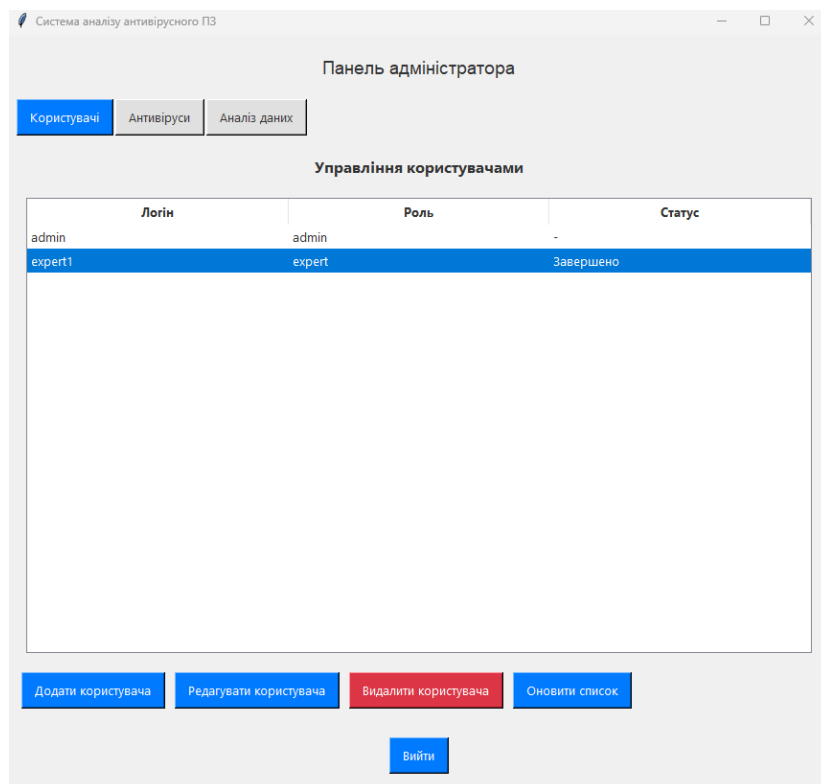 Система аналізу антивірусного ПЗ
Панель адміністратора
Користувачі Антивіруси Аналіз даних
Управління користувачами
Логін Роль Статус
admin admin -
expert1 expert Завершено
Додати користувача Редагувати користувача Видалити користувача Оновити список
Вийти